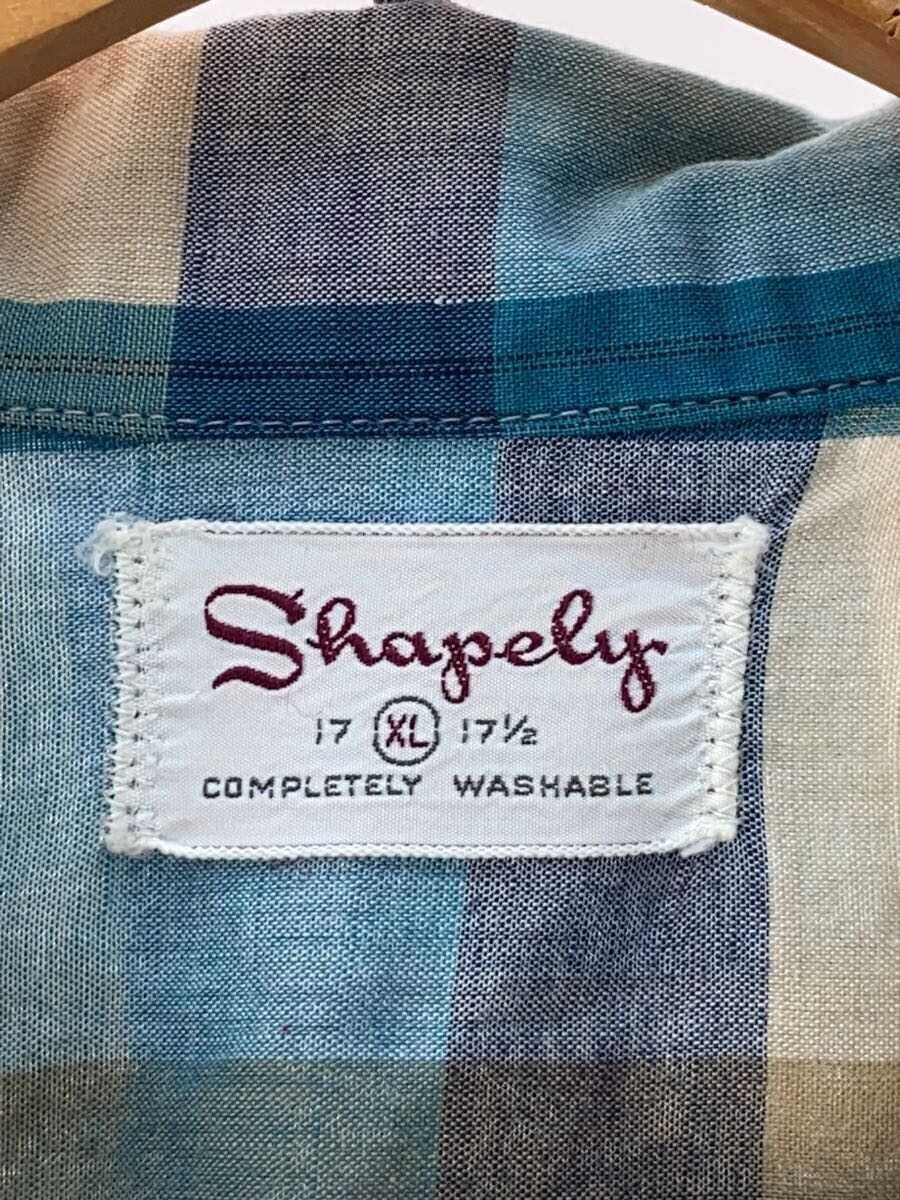 Shapely
17 XL 17½
COMPLETELY WASHABLE